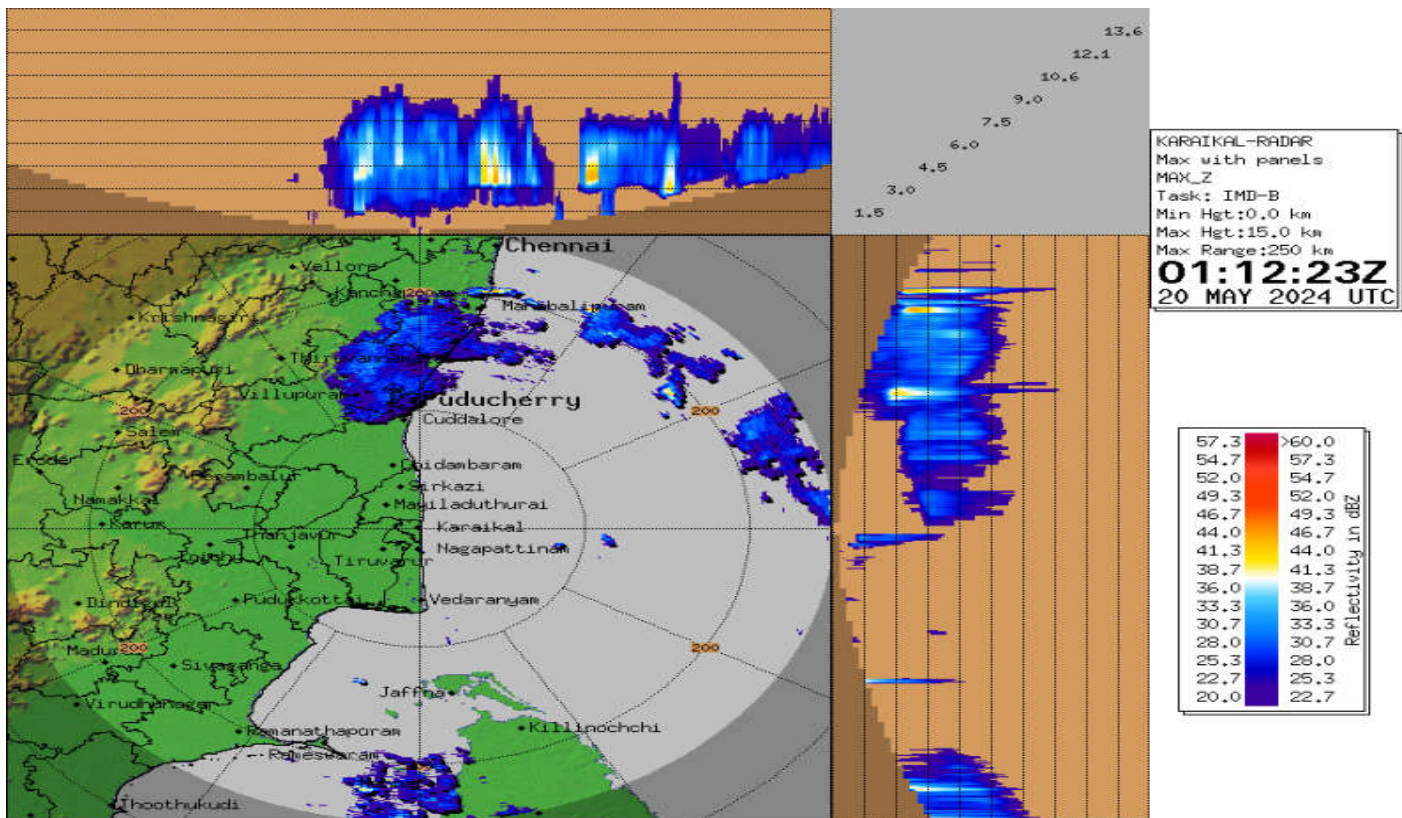 13.6
12.1
10.6
9.0
7.5
6.0
4.5
3.0
1.5
KARAIKAL-RADAR
Max with panels
MAX_Z
Task: IMD-B
Min Hgt:0.0 km
Max Hgt:15.0 km
Max Range:250 km
01:12:23Z
20 MAY 2024 UTC
Chennai
Vellore
200
Mahabalipuram
Krishnagiri
Dharmapuri
Villupuram
Puducherry
200
200
Cuddalore
Salem
Chidambaram
Perambalur
Sirkazi
Namakkal
Mayiladuthurai
Karur
Karaikal
Thanjavur
Nagapattinam
Tiruvarur
Dindigul
Pudukkottai
Vedaranyam
200
200
Sivaganga
Jaffna
Virudhunagar
Ramanathapuram
Killinochchi
Rameswaram
Thoothukudi
57.3 >60.0
54.7 57.3
52.0 54.7
49.3 52.0
46.7 49.3
44.0 46.7
41.3 44.0
38.7 41.3
36.0 38.7
33.3 36.0
30.7 33.3
28.0 30.7
25.3 28.0
22.7 25.3
20.0 22.7
Reflectivity in dBZ